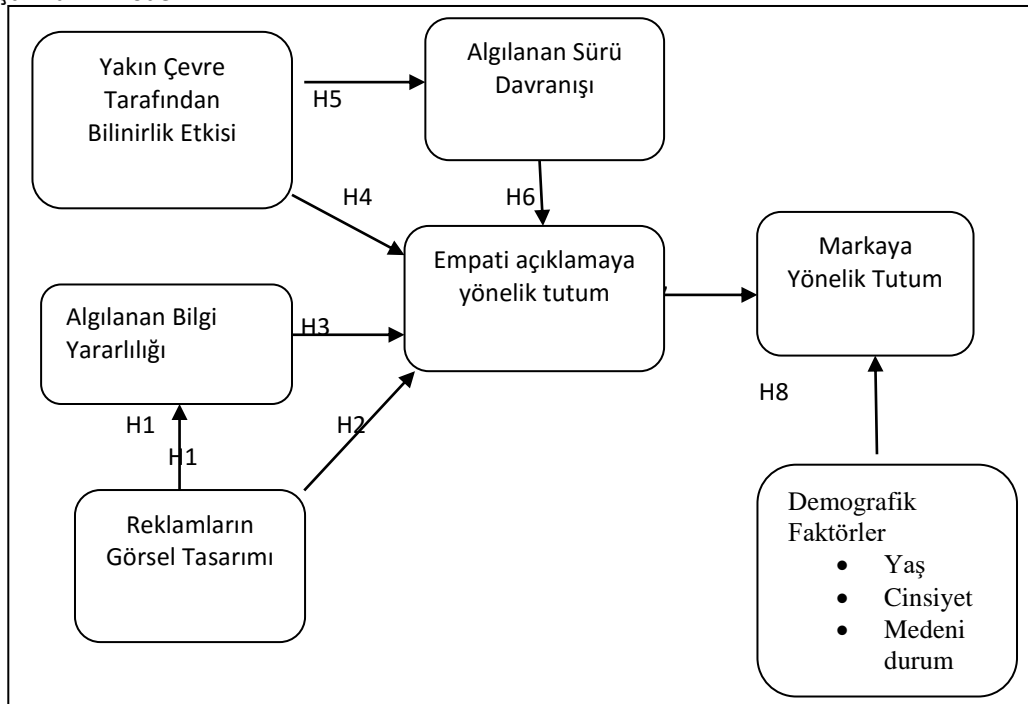 Yakın Çevre
Tarafından
Bilinirlik Etkisi
H5
Algılanan Sürü
Davranışı
H4
H6
Empati açıklamaya
yönelik tutum
Markaya
Yönelik Tutum
Algılanan Bilgi
Yararlılığı
H3
H1
H1
H2
H8
Reklamların
Görsel Tasarımı
Demografik
Faktörler
• Yaş
• Cinsiyet
• Medeni
durum